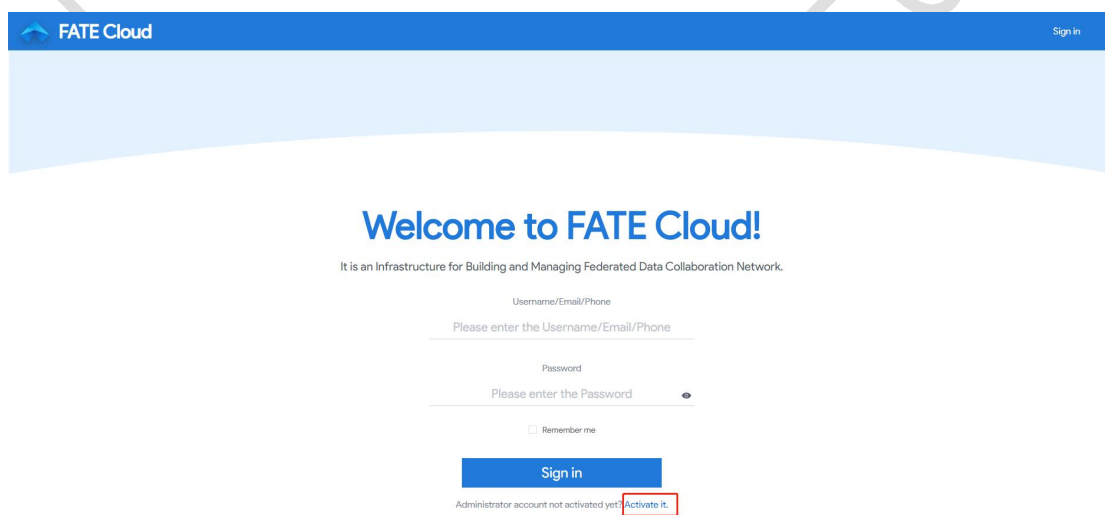 FATE Cloud
Sign in
Welcome to FATE Cloud!
It is an Infrastructure for Building and Managing Federated Data Collaboration Network.
Username/Email/Phone
Please enter the Username/Email/Phone
Password
Please enter the Password
Remember me
Sign in
Administrator account not activated yet? Activate it.